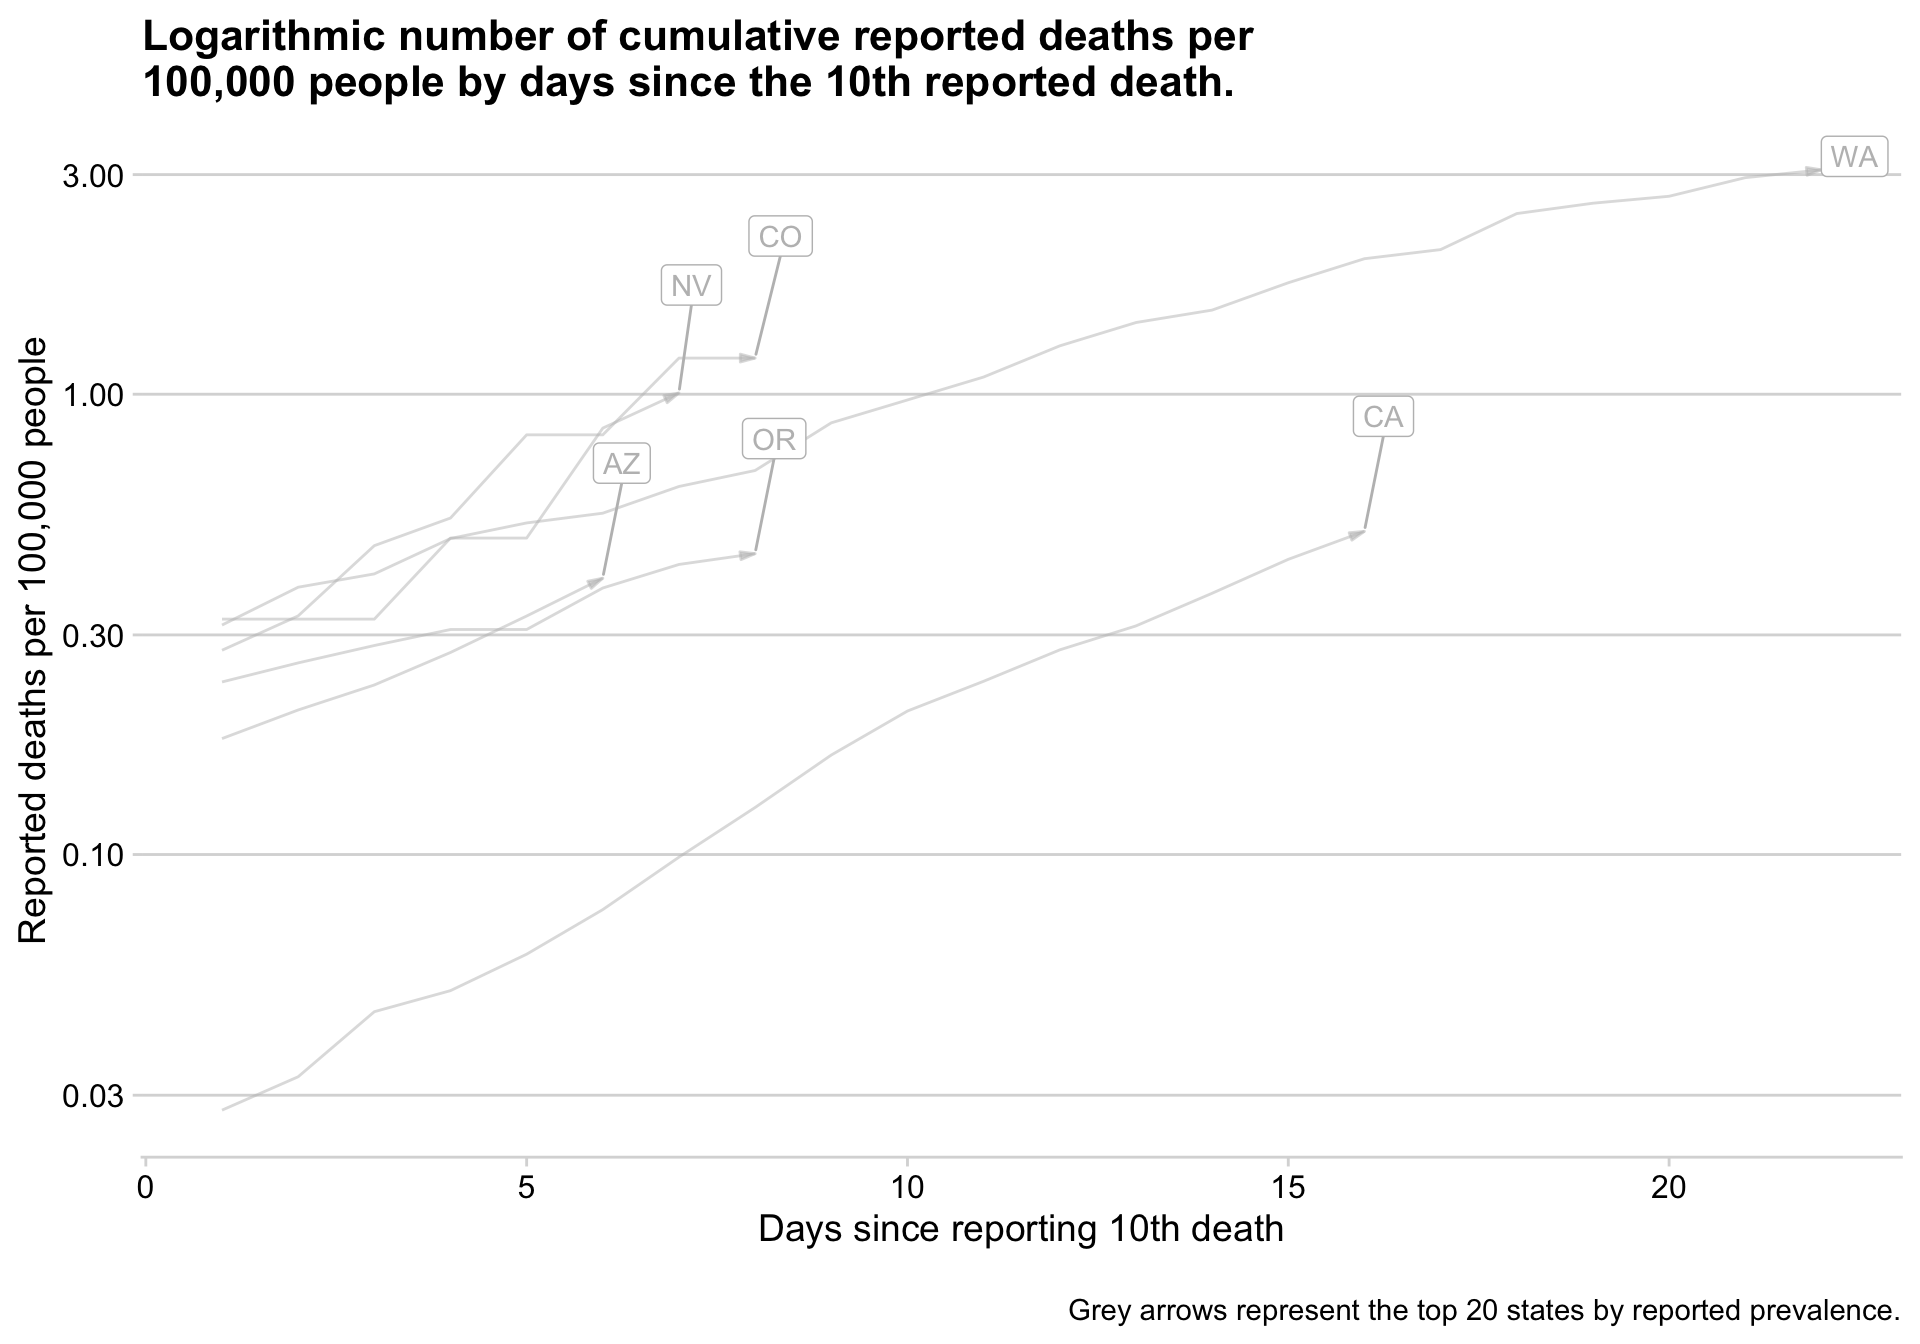 Logarithmic number of cumulative reported deaths per
100,000 people by days since the 10th reported death.
Reported deaths per 100,000 people
3.00
1.00
0.30
0.10
0.03
WA
CO
NV
CA
OR
AZ
0
5
10
15
20
Days since reporting 10th death
Grey arrows represent the top 20 states by reported prevalence.